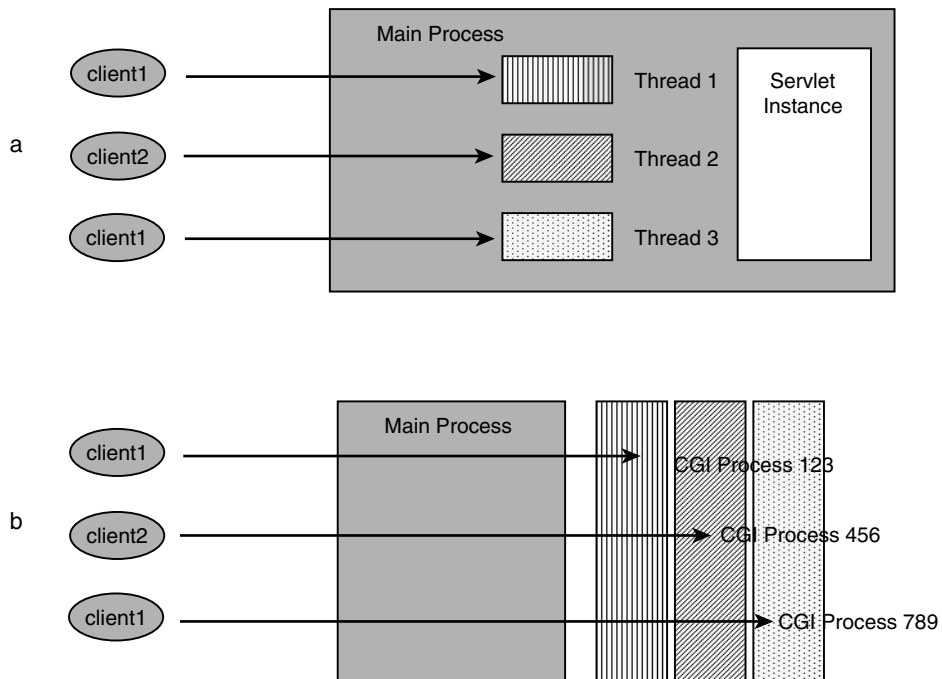 Main Process
client1
Thread 1
Servlet
Instance
a
client2
Thread 2
client1
Thread 3
Main Process
client1
CGI Process 123
b
client2
CGI Process 456
client1
CGI Process 789